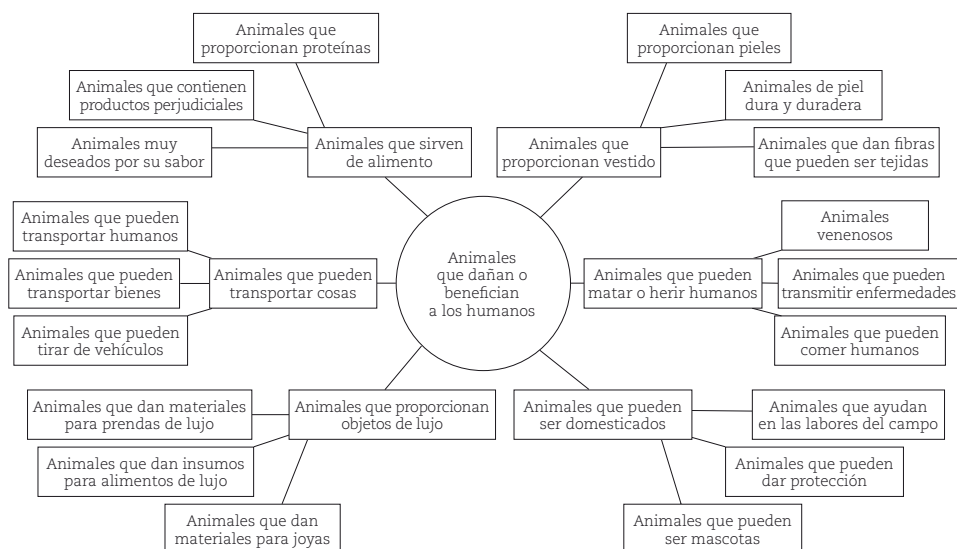 Animales que
proporcionan proteínas
Animales que contienen
productos perjudiciales
Animales muy
deseados por su sabor
Animales que sirven
de alimento
Animales que
proporcionan pieles
Animales de piel
dura y duradera
Animales que dan fibras
que pueden ser tejidas
Animales que
proporcionan vestido
Animales que pueden
transportar humanos
Animales que pueden
transportar bienes
Animales que pueden
tirar de vehículos
Animales que pueden
transportar cosas
Animales
que dañan o
benefician
a los humanos
Animales que pueden
matar o herir humanos
Animales
venenosos
Animales que pueden
transmitir enfermedades
Animales que pueden
comer humanos
Animales que dan materiales
para prendas de lujo
Animales que dan insumos
para alimentos de lujo
Animales que dan
materiales para joyas
Animales que proporcionan
objetos de lujo
Animales que pueden
ser domesticados
Animales que ayudan
en las labores del campo
Animales que pueden
dar protección
Animales que pueden
ser mascotas